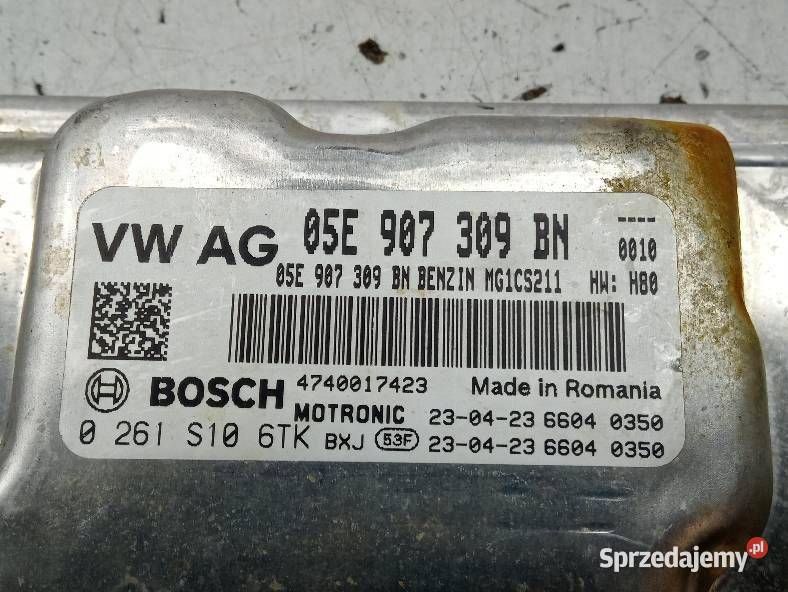 VW AG 05E 907 309 BN ----
0010
05E 907 309 BN BENZIN MG1CS211 HW: H80
BOSCH 4740017423 Made in Romania
MOTRONIC 23-04-23 6604 0350
0 261 S10 6TK BXJ 53F 23-04-23 6604 0350
Sprzedajemy.pl